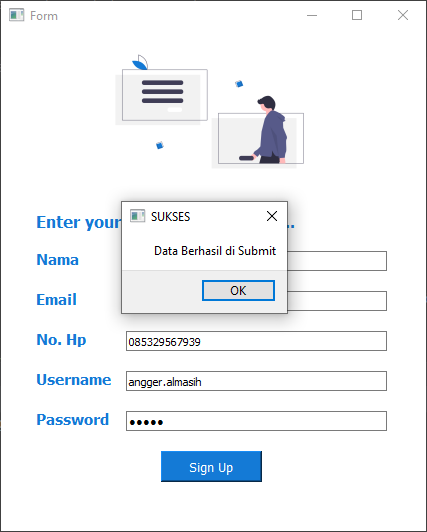 Form
SUKSES
Enter your
Data Berhasil di Submit
Nama
OK
Email
No. Hp
085329567939
Username
angger.almasih
Password
•••••
Sign Up